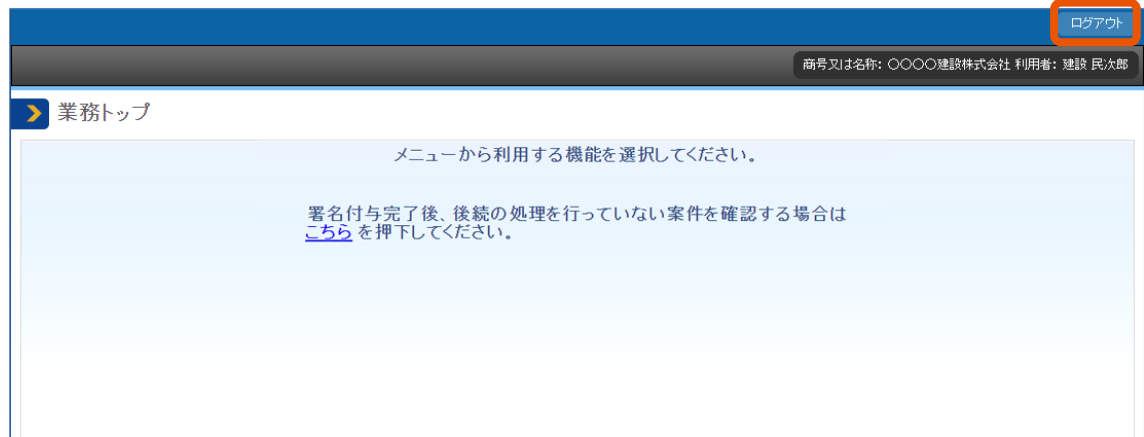 ログアウト
商号又は名称: 〇〇〇〇建設株式会社 利用者: 建設 民次郎
業務トップ
メニューから利用する機能を選択してください。
署名付与完了後、後続の処理を行っていない案件を確認する場合は
こちら を押下してください。